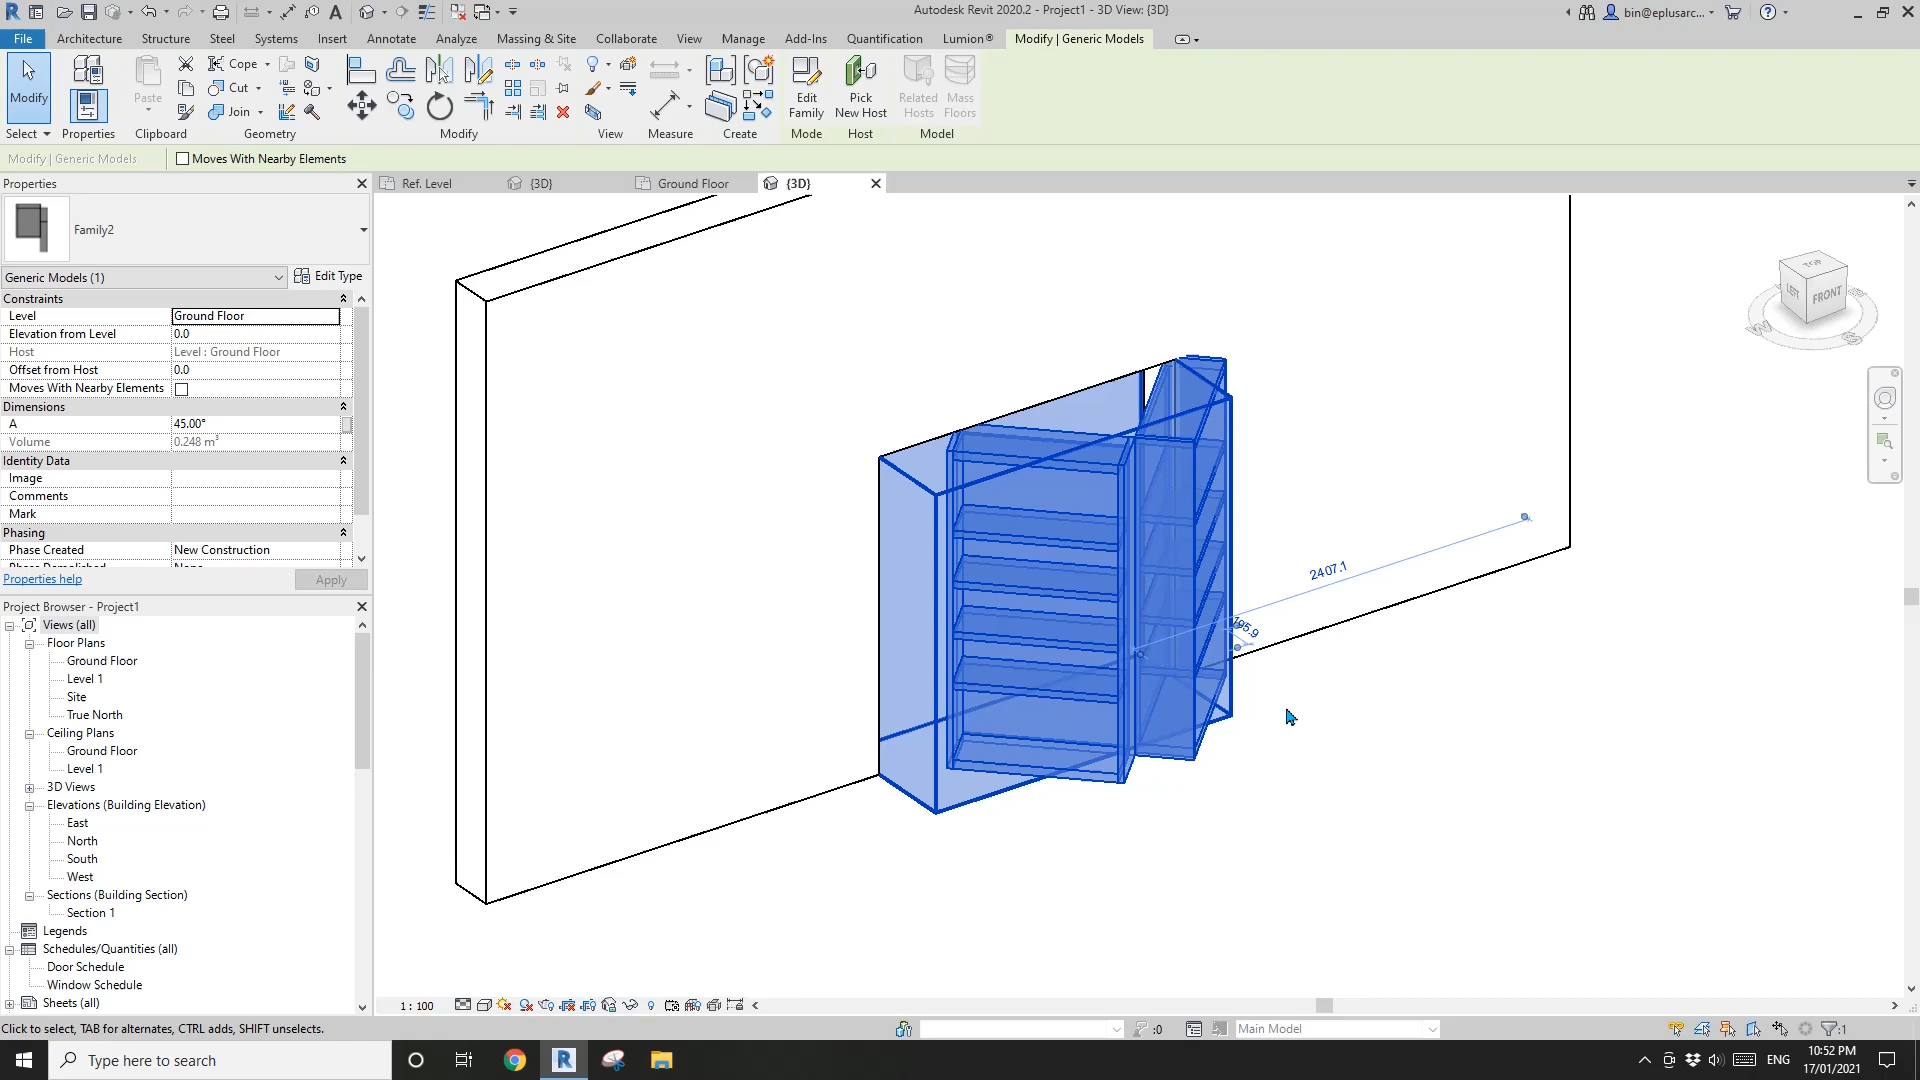 Autodesk Revit 2020.2 - Project1 - 3D View: {3D}
bin@eplusarc...
File Architecture Structure Steel Systems Insert Annotate Analyze Massing & Site Collaborate View Manage Add-Ins Quantification Lumion® Modify | Generic Models
Modify
Paste
Cope
Cut
Join
Edit Family
Pick New Host
Related Hosts
Mass Floors
Select Properties Clipboard Geometry Modify View Measure Create Mode Host Model
Modify | Generic Models Moves With Nearby Elements
Properties
Ref. Level {3D} Ground Floor {3D}
Family2
Generic Models (1) Edit Type
Constraints
Level Ground Floor
Elevation from Level 0.0
Host Level : Ground Floor
Offset from Host 0.0
Moves With Nearby Elements
Dimensions
A 45.00°
Volume 0.248 m³
Identity Data
Image
Comments
Mark
Phasing
Phase Created New Construction
Phase Demolished None
Properties help Apply
Project Browser - Project1
Views (all)
Floor Plans
Ground Floor
Level 1
Site
True North
Ceiling Plans
Ground Floor
Level 1
3D Views
Elevations (Building Elevation)
East
North
South
West
Sections (Building Section)
Section 1
Legends
Schedules/Quantities (all)
Door Schedule
Window Schedule
Sheets (all)
TOP
LEFT
FRONT
W
S
2407.1
195.9
1 : 100
Click to select, TAB for alternates, CTRL adds, SHIFT unselects.
:0
Main Model
:1
Type here to search
ENG
10:52 PM
17/01/2021